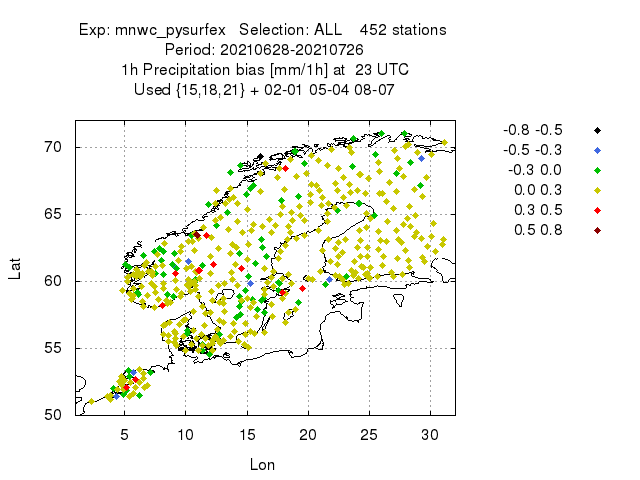 Exp: mnwc_pysurfex   Selection: ALL    452 stations
Period: 20210628-20210726
1h Precipitation bias [mm/1h] at  23 UTC
Used {15,18,21} + 02-01 05-04 08-07
-0.8 -0.5
-0.5 -0.3
-0.3 0.0
0.0 0.3
0.3 0.5
0.5 0.8
70
65
60
55
50
Lat
5 10 15 20 25 30
Lon